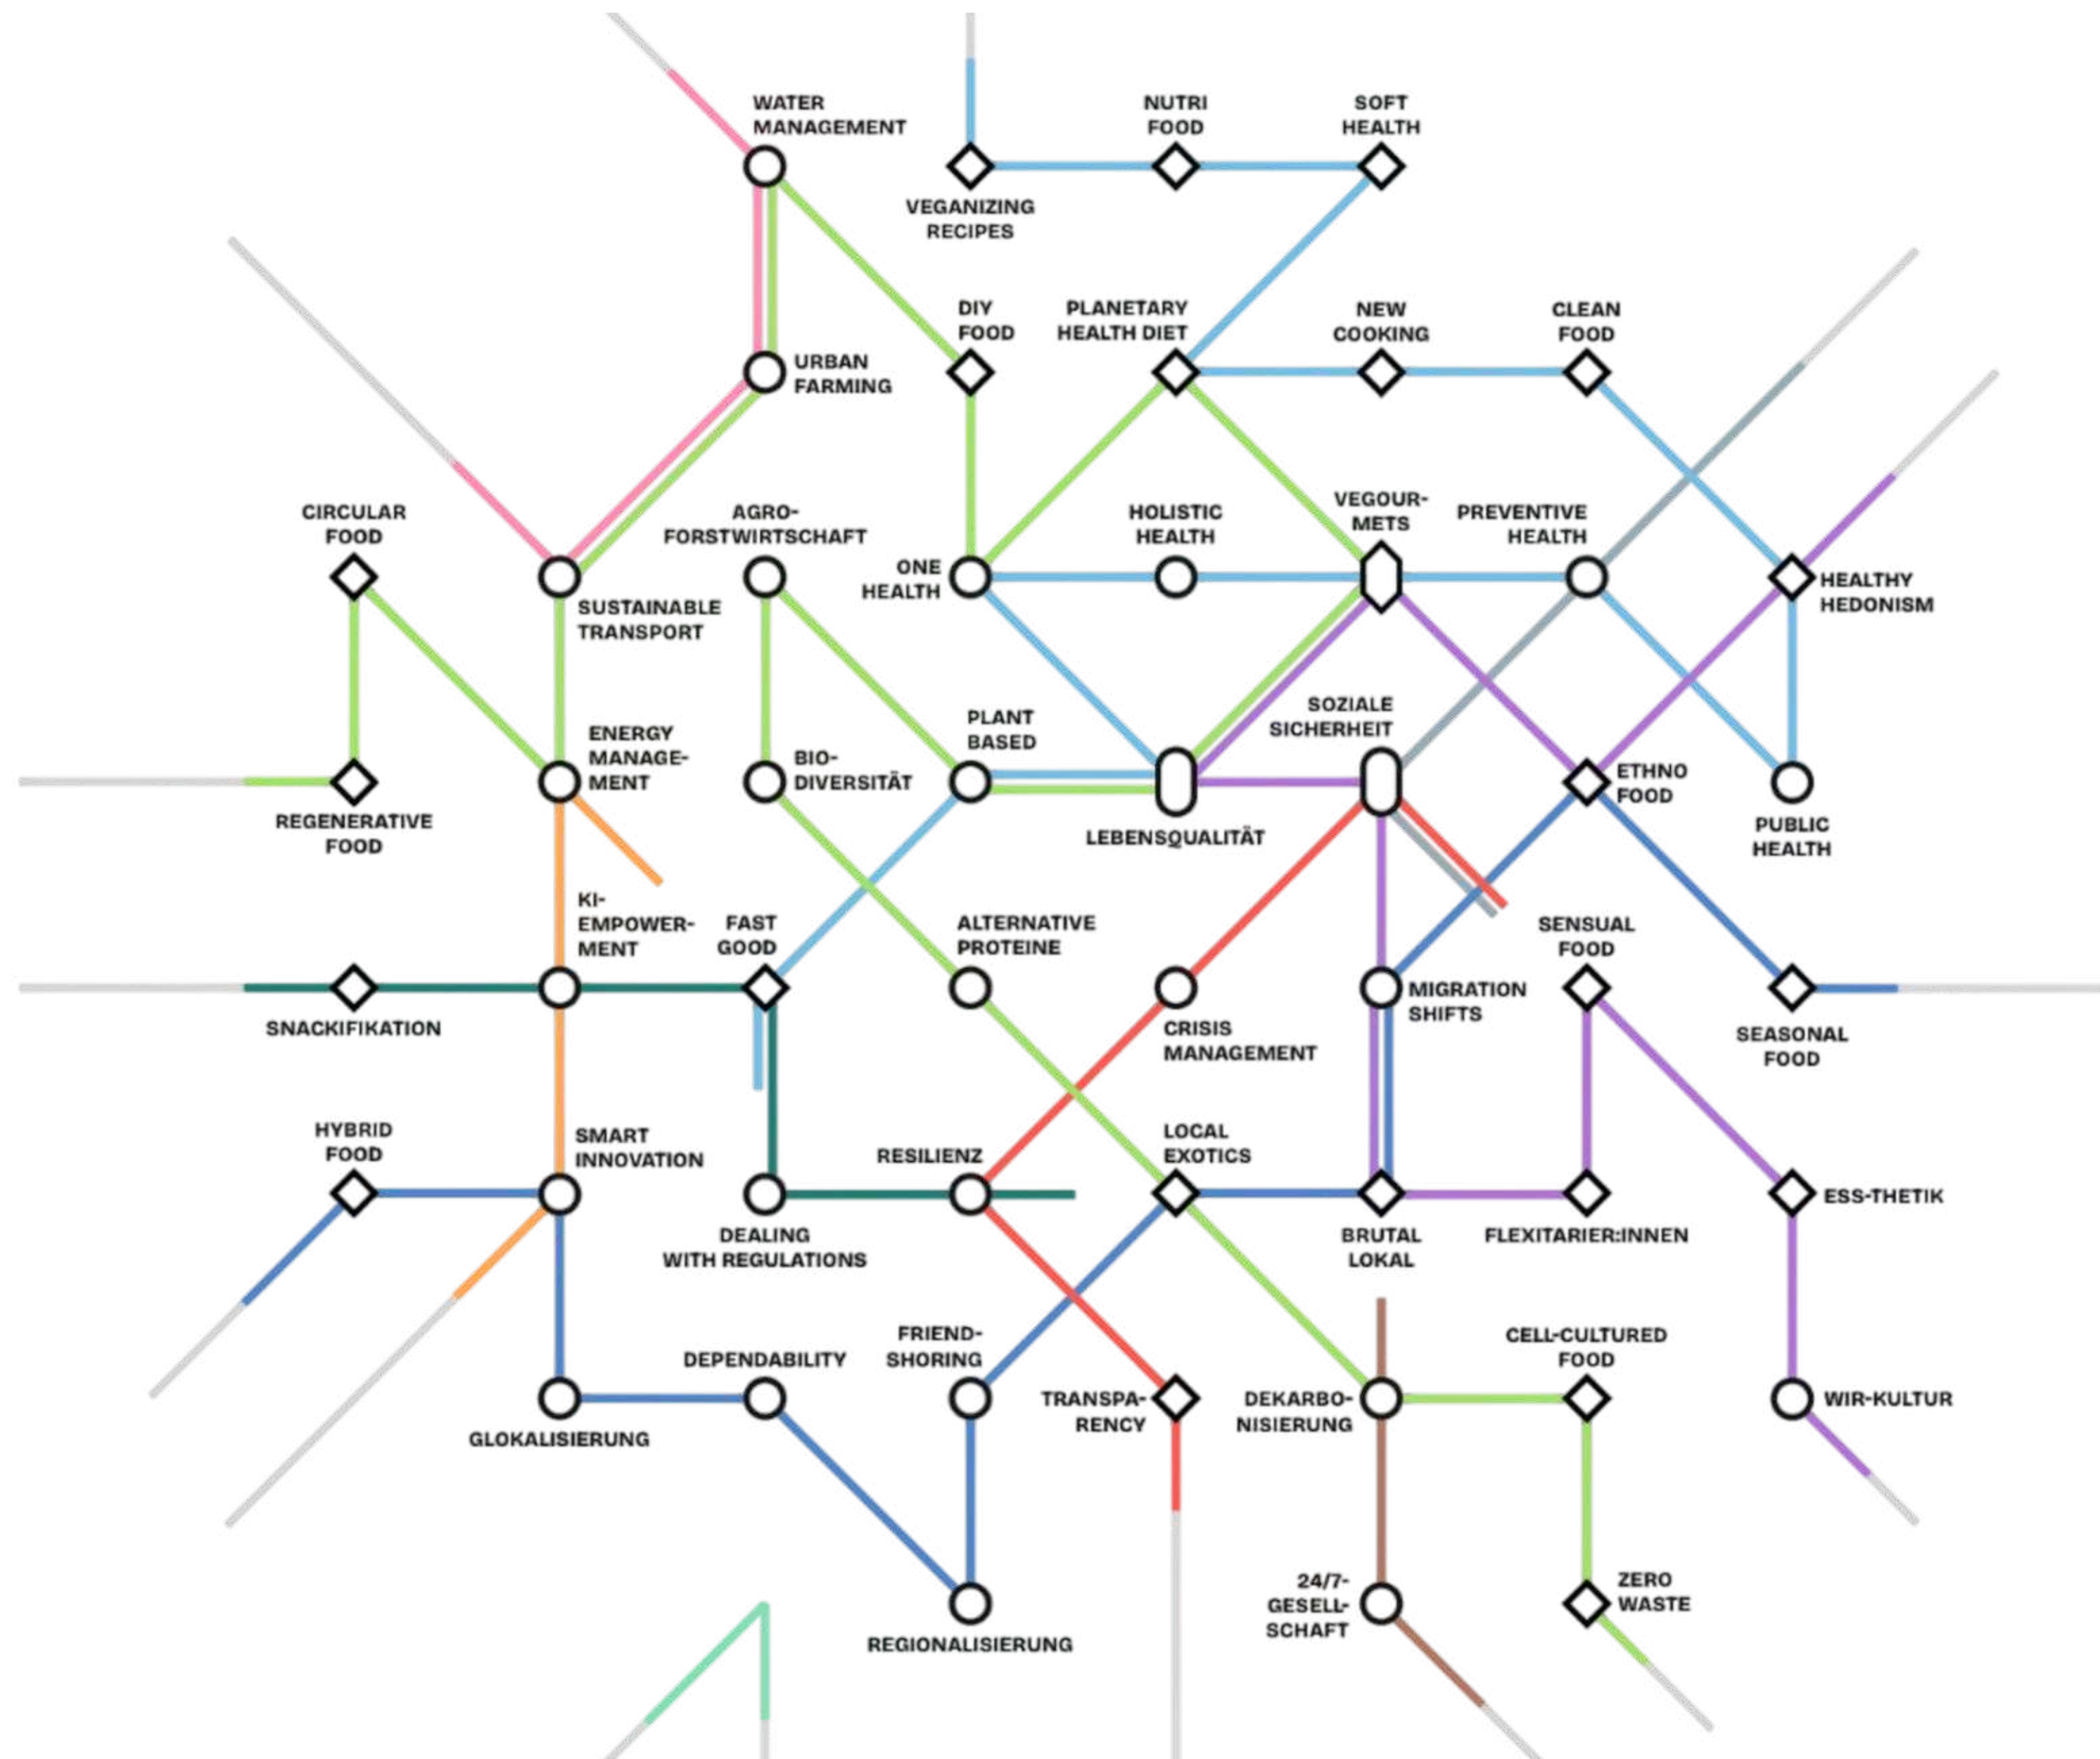 WATER
MANAGEMENT
NUTRI
FOOD
SOFT
HEALTH
VEGANIZING
RECIPES
DIY
FOOD
PLANETARY
HEALTH DIET
NEW
COOKING
CLEAN
FOOD
URBAN
FARMING
CIRCULAR
FOOD
AGRO-
FORSTWIRTSCHAFT
HOLISTIC
HEALTH
VEGOUR-
METS
PREVENTIVE
HEALTH
ONE
HEALTH
HEALTHY
HEDONISM
SUSTAINABLE
TRANSPORT
ENERGY
MANAGE-
MENT
BIO-
DIVERSITÄT
PLANT
BASED
SOZIALE
SICHERHEIT
ETHNO
FOOD
REGENERATIVE
FOOD
LEBENSQUALITÄT
PUBLIC
HEALTH
KI-
EMPOWER-
MENT
FAST
GOOD
ALTERNATIVE
PROTEINE
SENSUAL
FOOD
MIGRATION
SHIFTS
SNACKIFIKATION
CRISIS
MANAGEMENT
SEASONAL
FOOD
HYBRID
FOOD
SMART
INNOVATION
RESILIENZ
LOCAL
EXOTICS
ESS-THETIK
DEALING
WITH REGULATIONS
BRUTAL
LOKAL
FLEXITARIER:INNEN
DEPENDABILITY
FRIEND-
SHORING
CELL-CULTURED
FOOD
TRANSPA-
RENCY
DEKARBO-
NISIERUNG
WIR-KULTUR
GLOKALISIERUNG
24/7-
GESELL-
SCHAFT
ZERO
WASTE
REGIONALISIERUNG